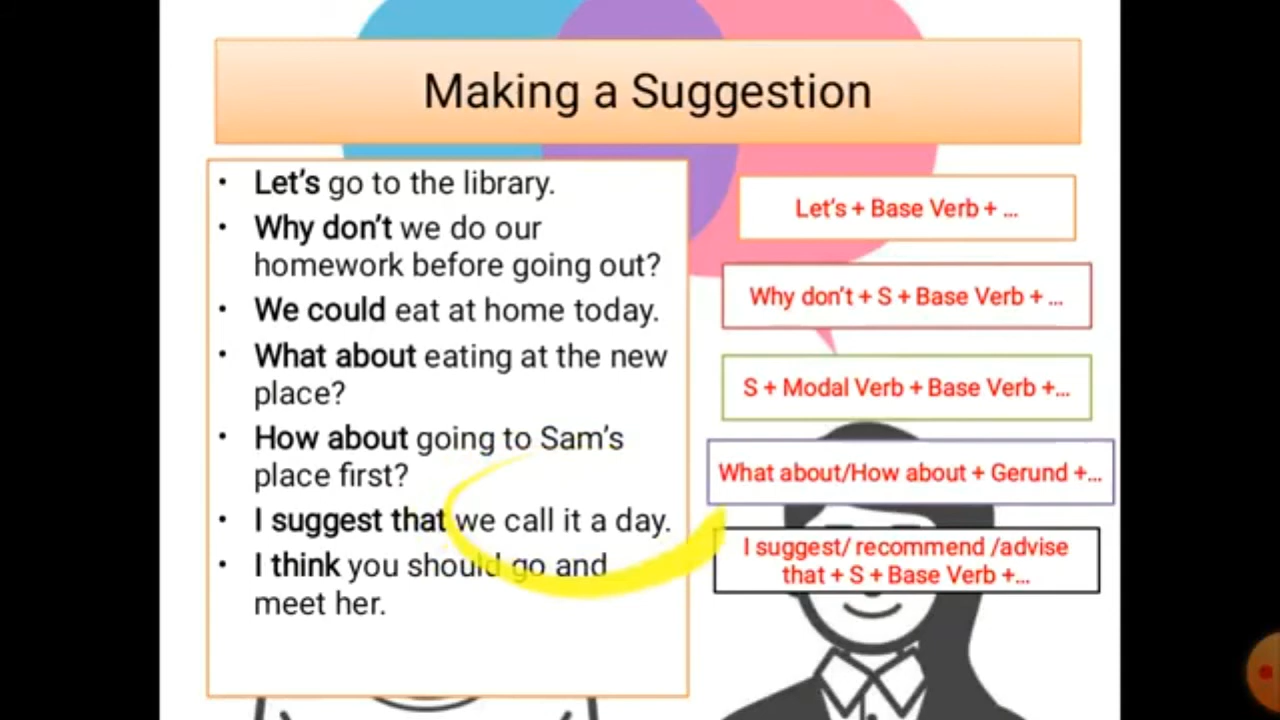 Making a Suggestion
• Let's go to the library.
• Why don't we do our
homework before going out?
• We could eat at home today.
• What about eating at the new
place?
• How about going to Sam's
place first?
• I suggest that we call it a day.
• I think you should go and
meet her.
Let's + Base Verb + ...
Why don't + S + Base Verb + ...
S + Modal Verb + Base Verb +...
What about/How about + Gerund +...
I suggest/ recommend /advise
that + S + Base Verb +...